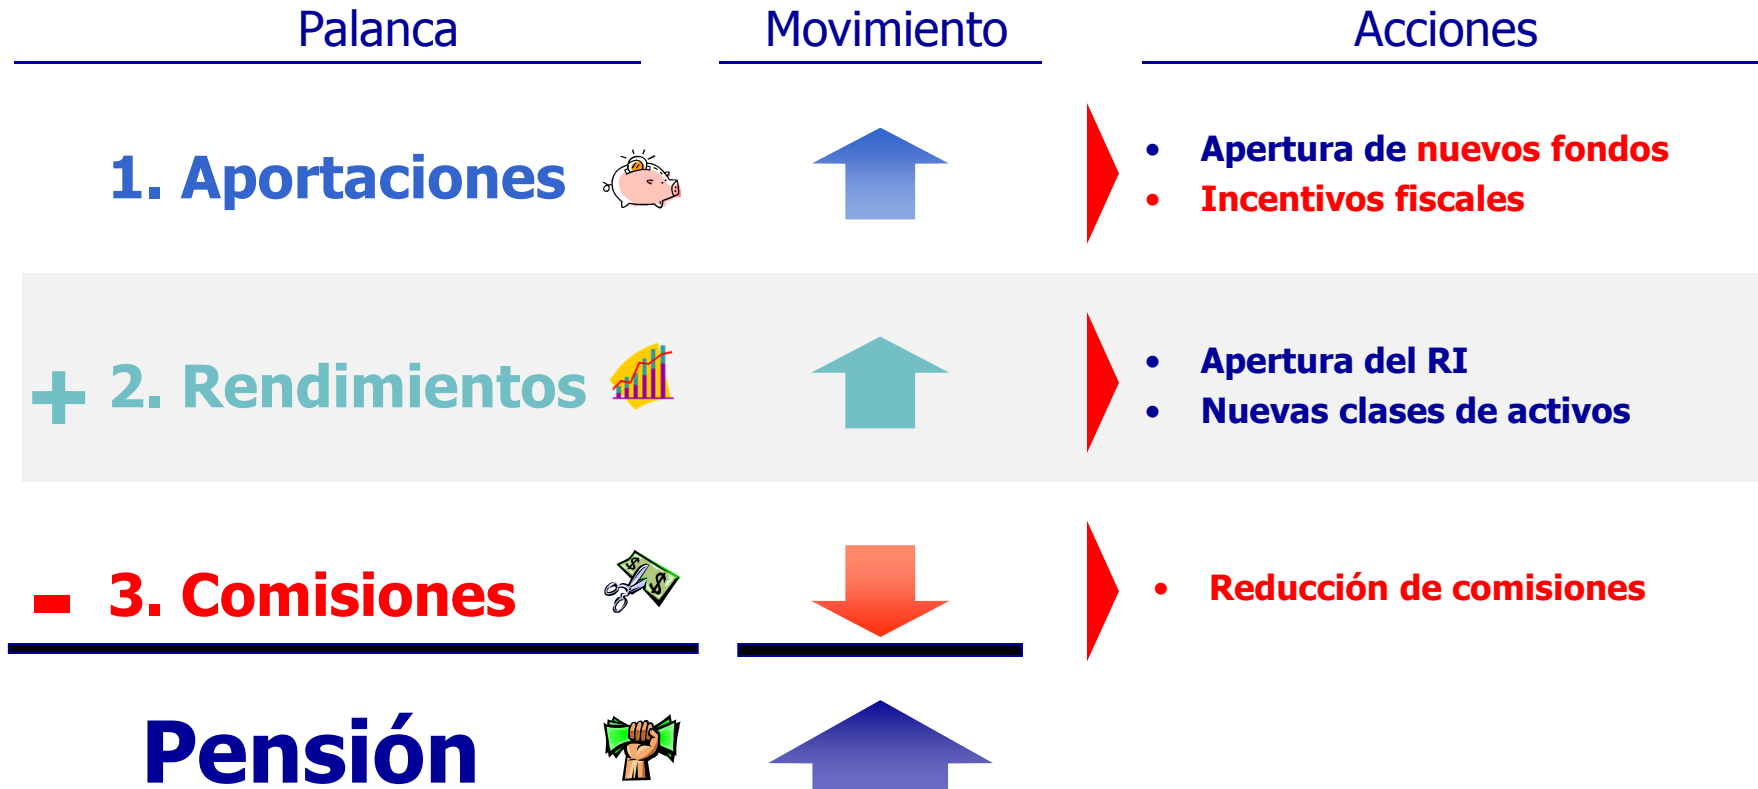 Palanca Movimiento Acciones
1. Aportaciones
• Apertura de nuevos fondos
• Incentivos fiscales
+ 2. Rendimientos
• Apertura del RI
• Nuevas clases de activos
- 3. Comisiones
• Reducción de comisiones
Pensión